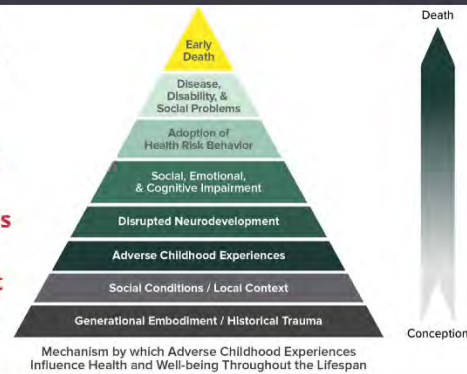 Early
Death
Disease,
Disability, &
Social Problems
Adoption of
Health Risk Behavior
Social, Emotional,
& Cognitive Impairment
Disrupted Neurodevelopment
Adverse Childhood Experiences
Social Conditions / Local Context
Generational Embodiment / Historical Trauma
Mechanism by which Adverse Childhood Experiences
Influence Health and Well-being Throughout the Lifespan
Death
Conception